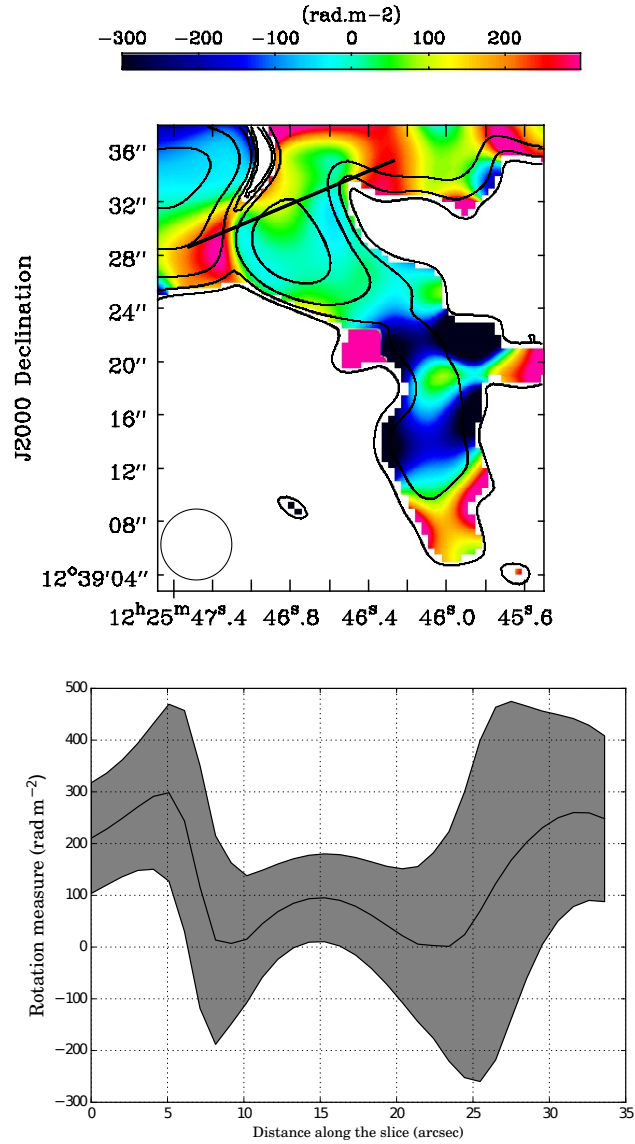 (rad.m-2)
−300 −200 −100 0 100 200
J2000 Declination
36"
32"
28"
24"
20"
16"
12"
08"
12°39'04"
12h25m47s.4 46s.8 46s.4 46s.0 45s.6
Rotation measure (rad m−2)
500
400
300
200
100
0
−100
−200
−300
0 5 10 15 20 25 30 35
Distance along the slice (arcsec)